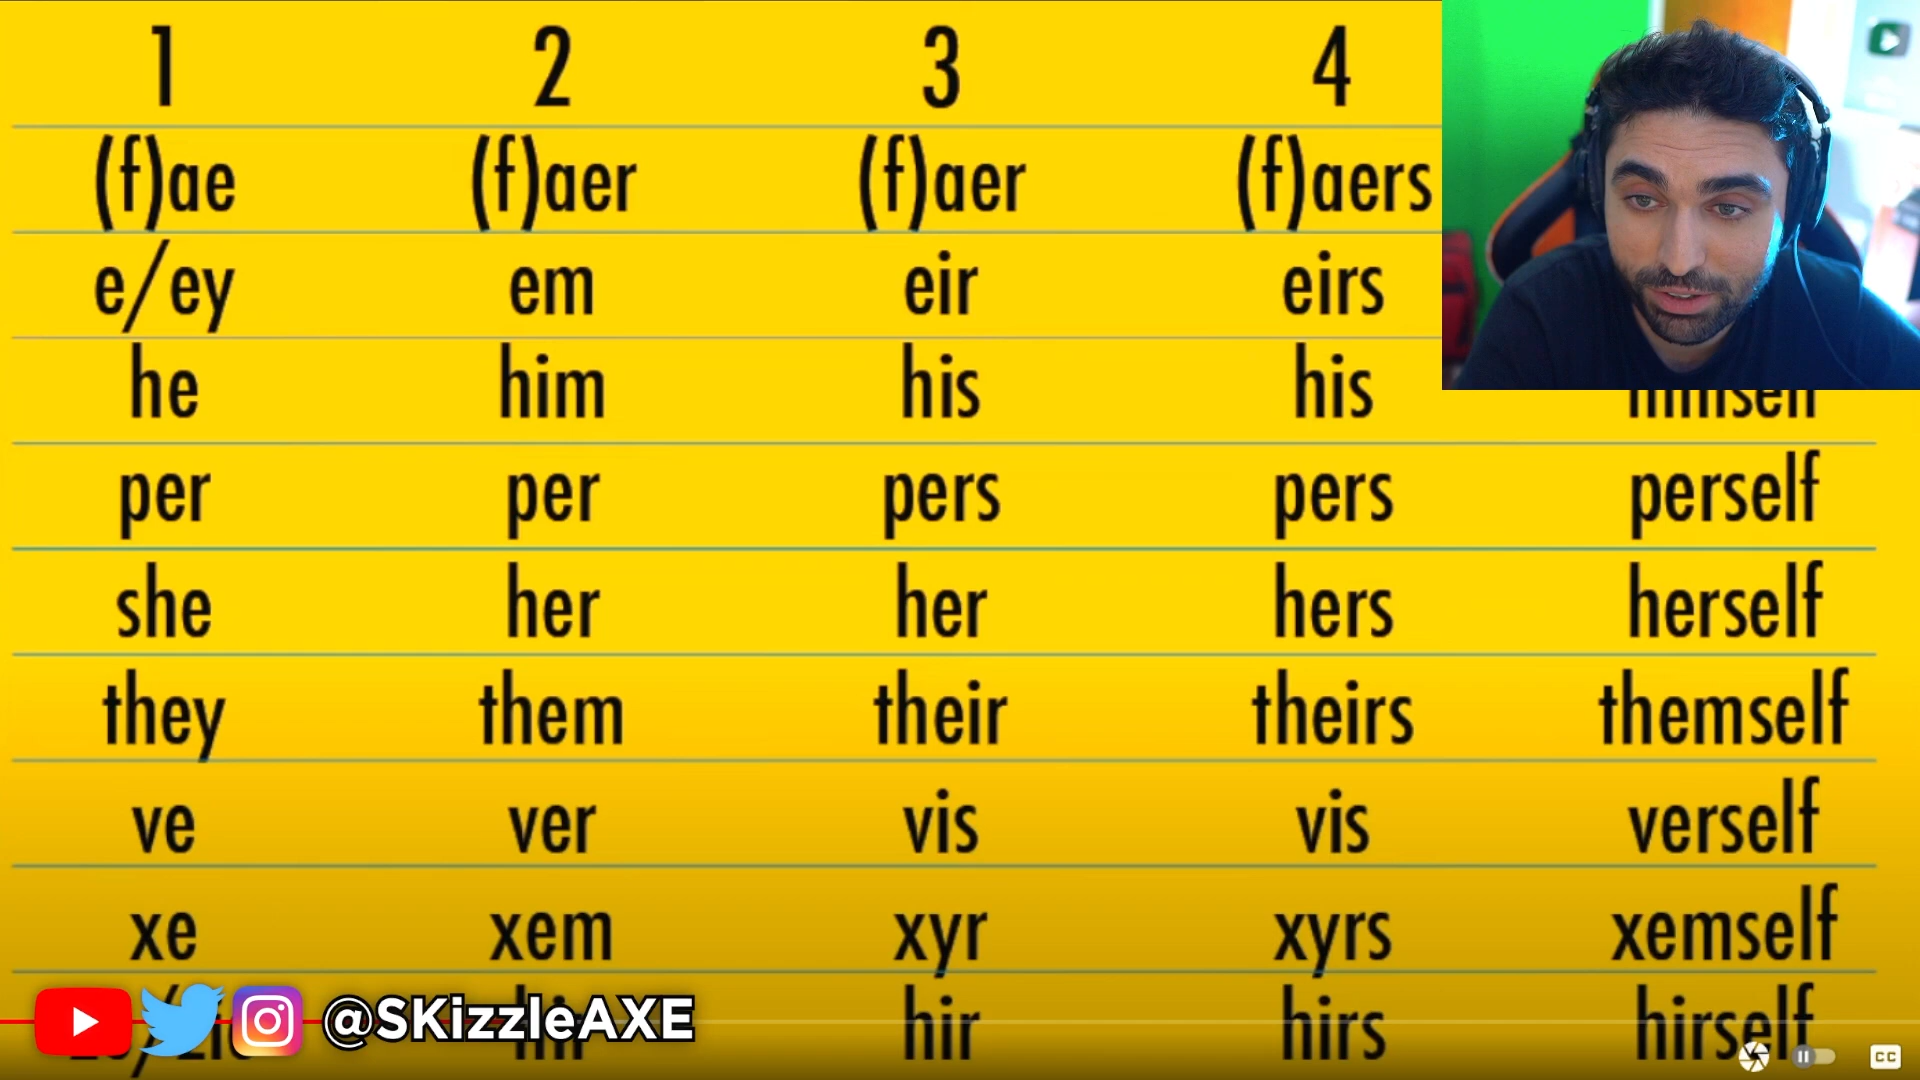 1 2 3 4
(f)ae (f)aer (f)aer (f)aers
e/ey em eir eirs
he him his his himself
per per pers pers perself
she her her hers herself
they them their theirs themself
ve ver vis vis verself
xe xem xyr xyrs xemself
hir hir hirs hirself
@SKizzleAXE
CC